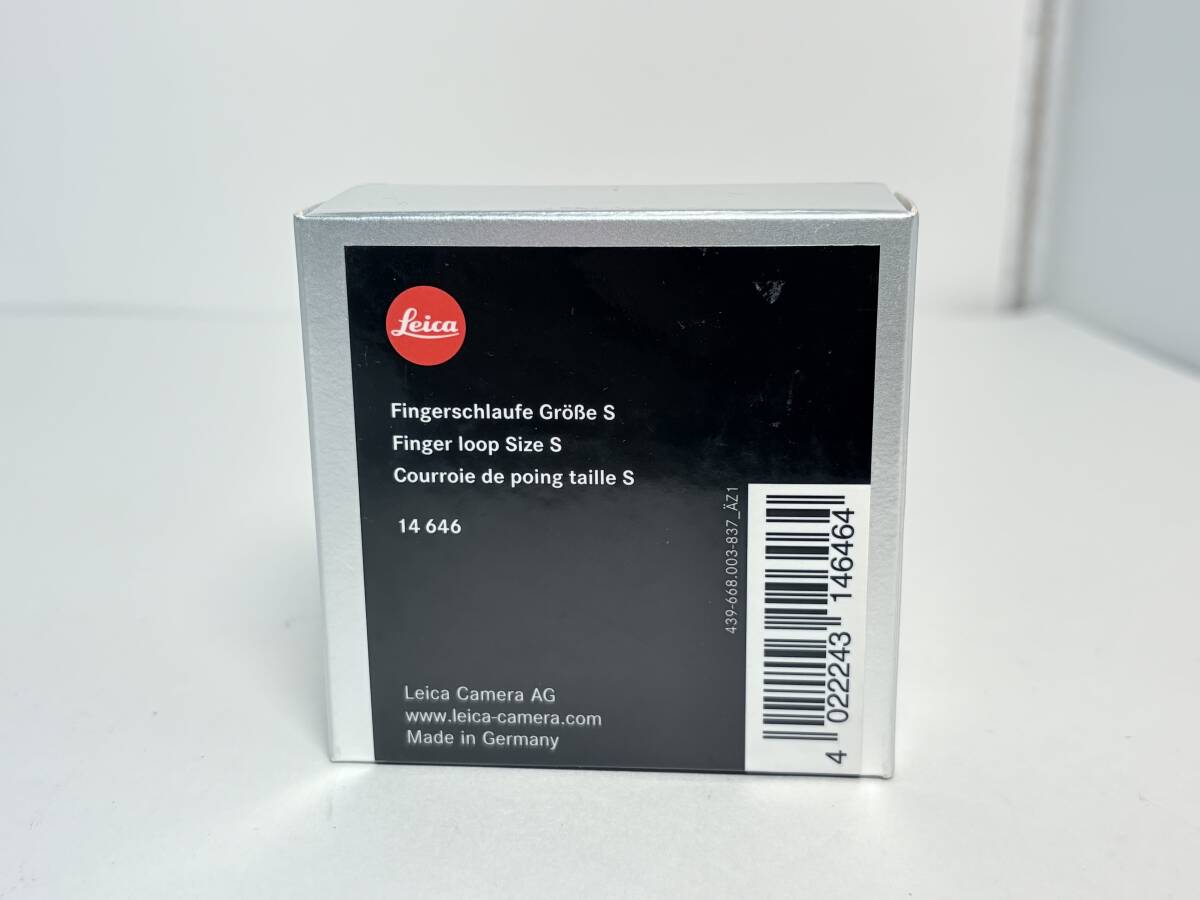 Leica
Fingerschlaufe Größe S
Finger loop Size S
Courroie de poing taille S
14 646
439-668.003-837_ÄZ1
4 022243 146464
Leica Camera AG
www.leica-camera.com
Made in Germany